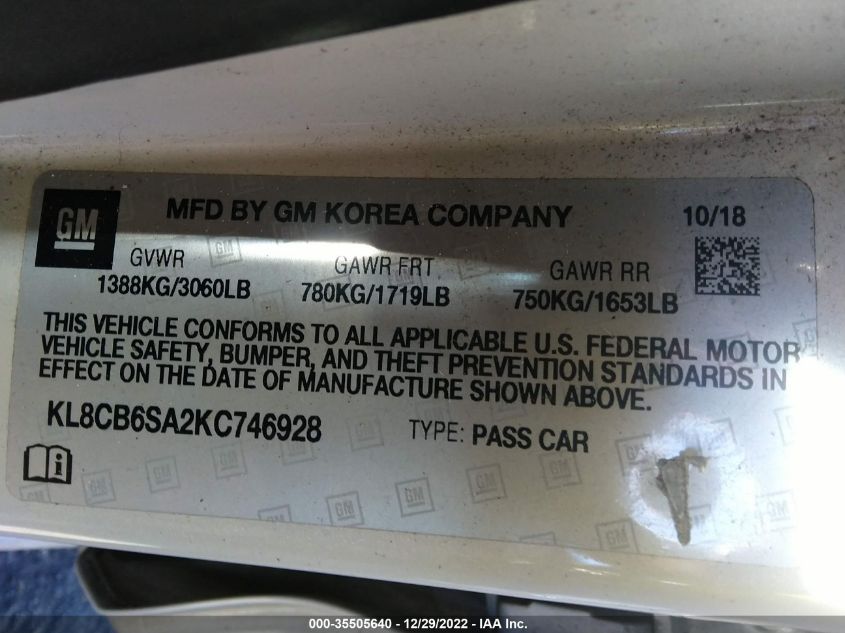 GM MFD BY GM KOREA COMPANY 10/18
GVWR GAWR FRT GAWR RR
1388KG/3060LB 780KG/1719LB 750KG/1653LB
THIS VEHICLE CONFORMS TO ALL APPLICABLE U.S. FEDERAL MOTOR
VEHICLE SAFETY, BUMPER, AND THEFT PREVENTION STANDARDS IN
EFFECT ON THE DATE OF MANUFACTURE SHOWN ABOVE.
KL8CB6SA2KC746928 TYPE: PASS CAR
000-35505640 - 12/29/2022 - IAA Inc.